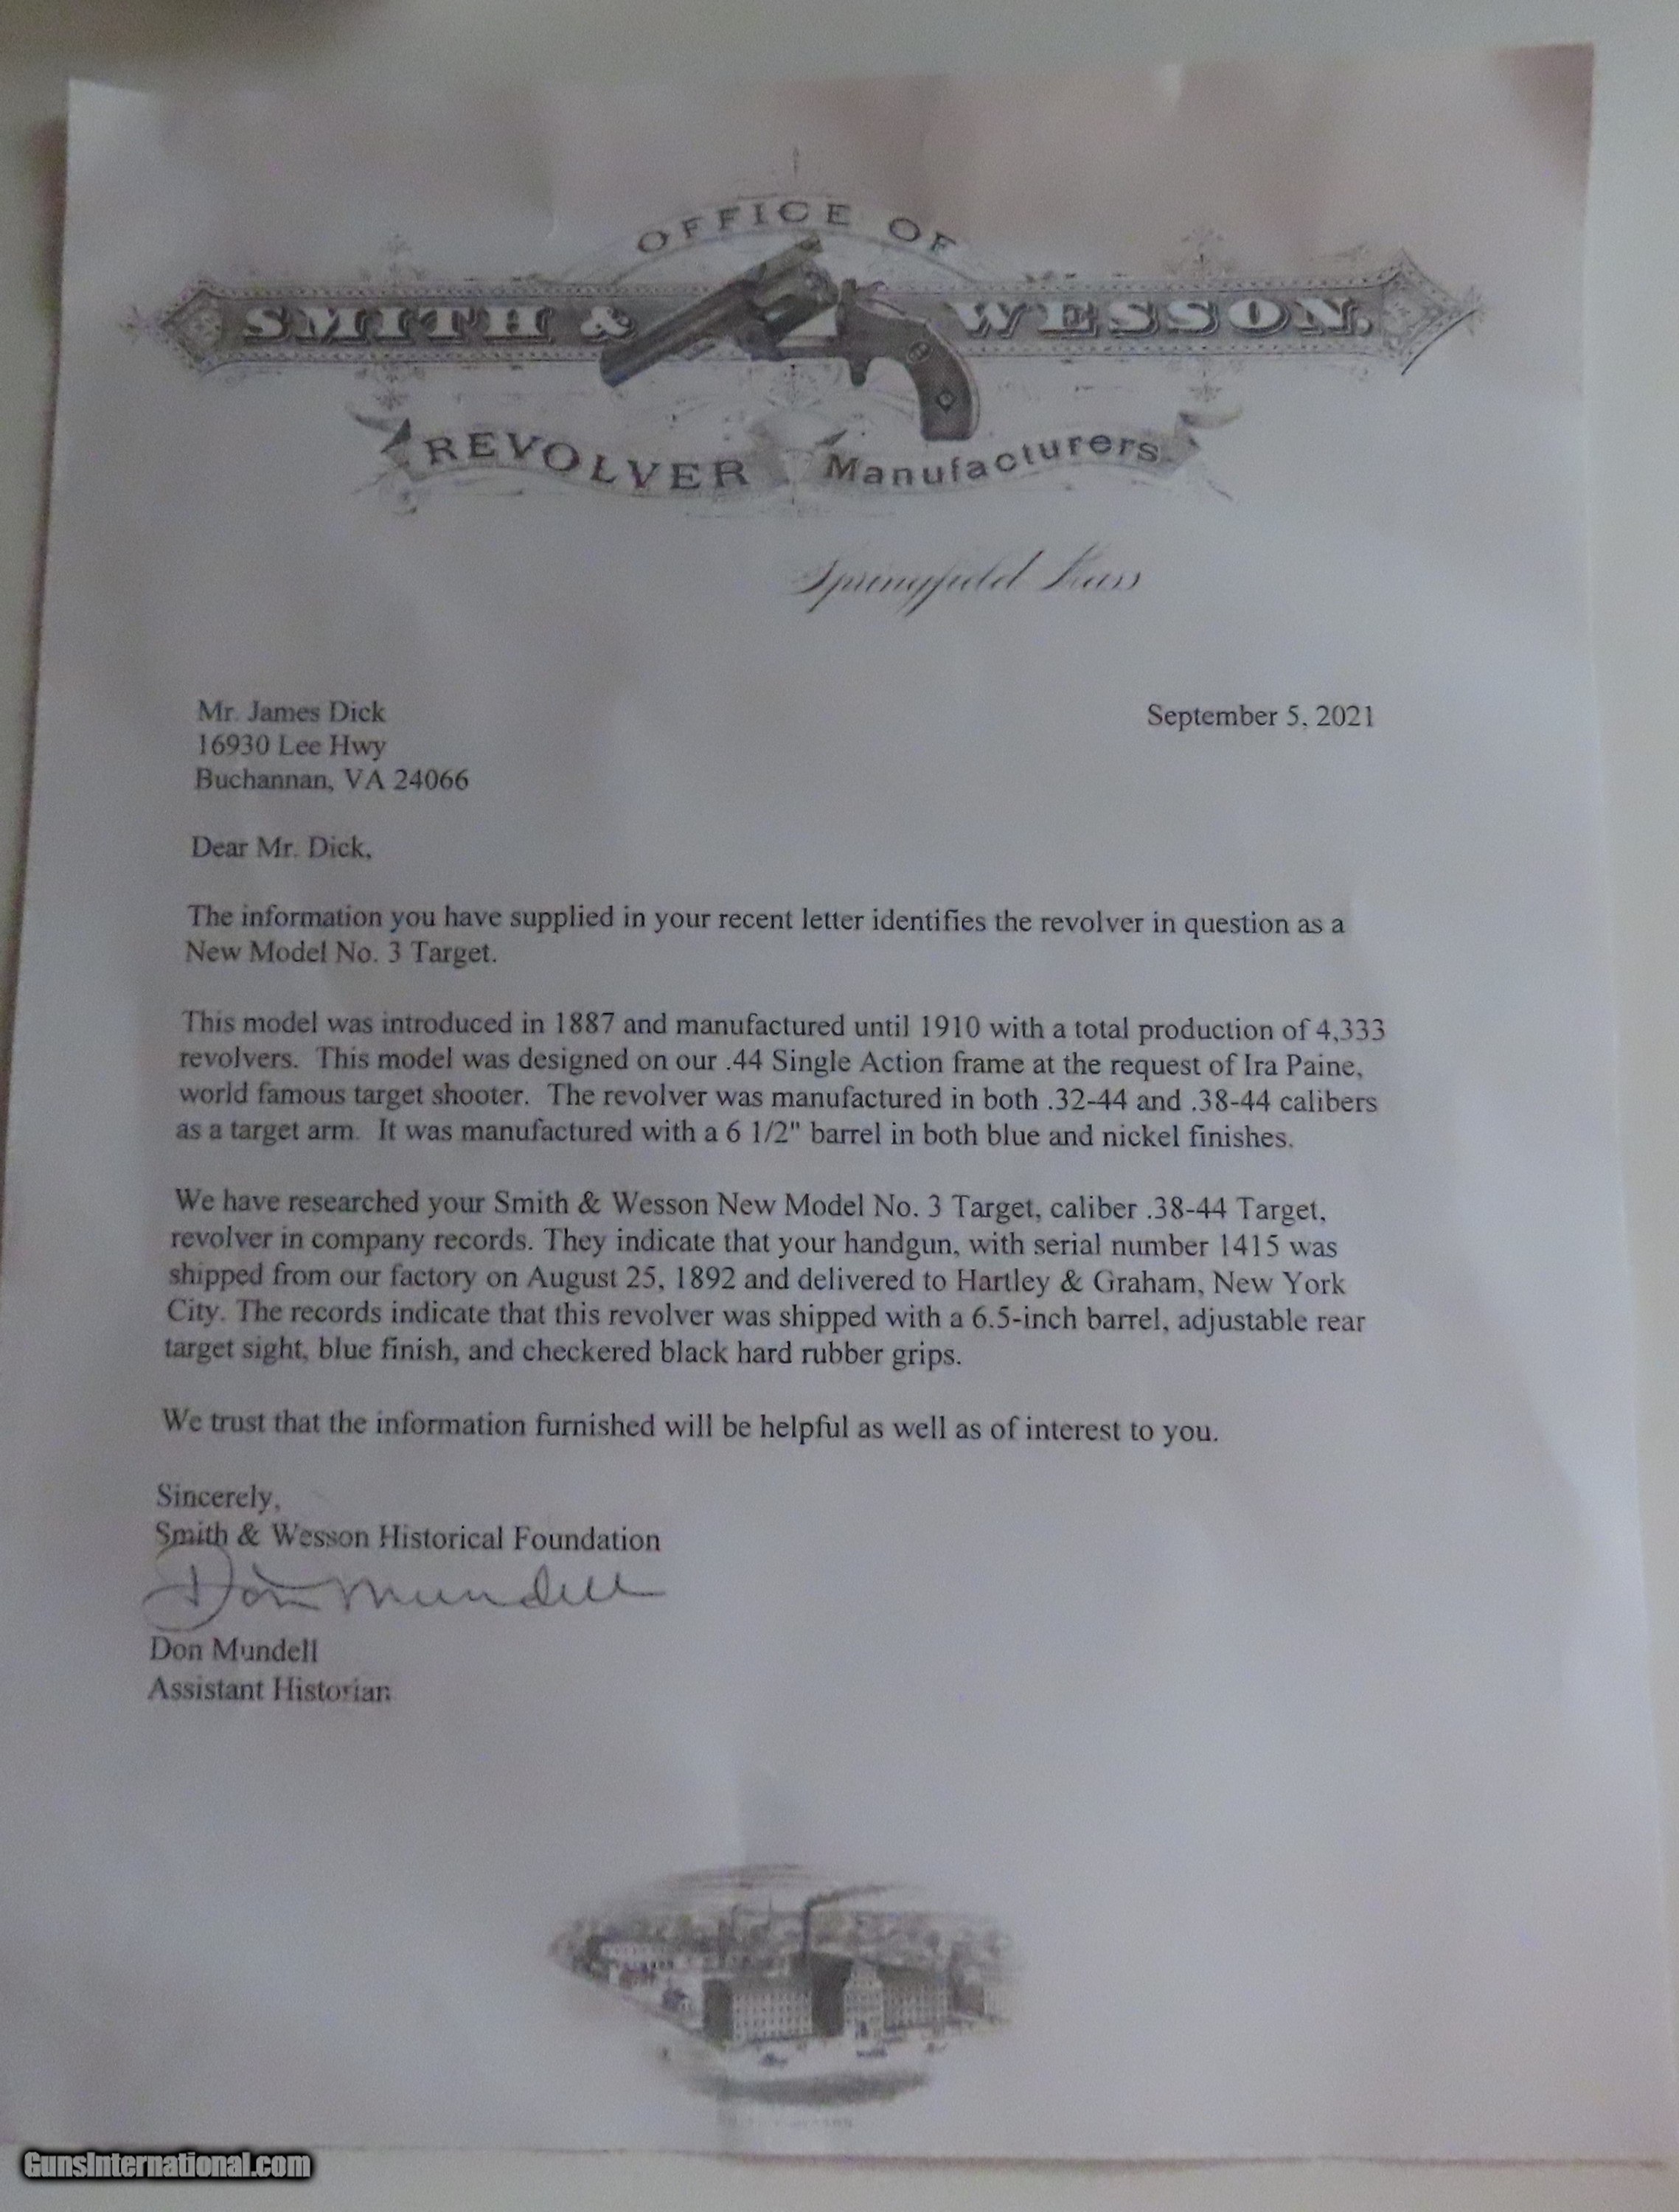 OFFICE OF
SMITH & WESSON.
REVOLVER Manufacturers
Springfield Mass
Mr. James Dick
September 5, 2021
16930 Lee Hwy
Buchannan, VA 24066
Dear Mr. Dick,
The information you have supplied in your recent letter identifies the revolver in question as a
New Model No. 3 Target.
This model was introduced in 1887 and manufactured until 1910 with a total production of 4,333
revolvers. This model was designed on our .44 Single Action frame at the request of Ira Paine,
world famous target shooter. The revolver was manufactured in both .32-44 and .38-44 calibers
as a target arm. It was manufactured with a 6 1/2" barrel in both blue and nickel finishes.
We have researched your Smith & Wesson New Model No. 3 Target, caliber .38-44 Target,
revolver in company records. They indicate that your handgun, with serial number 1415 was
shipped from our factory on August 25, 1892 and delivered to Hartley & Graham, New York
City. The records indicate that this revolver was shipped with a 6.5-inch barrel, adjustable rear
target sight, blue finish, and checkered black hard rubber grips.
We trust that the information furnished will be helpful as well as of interest to you.
Sincerely,
Smith & Wesson Historical Foundation
Don Mundell
Don Mundell
Assistant Historian
GunsInternational.com